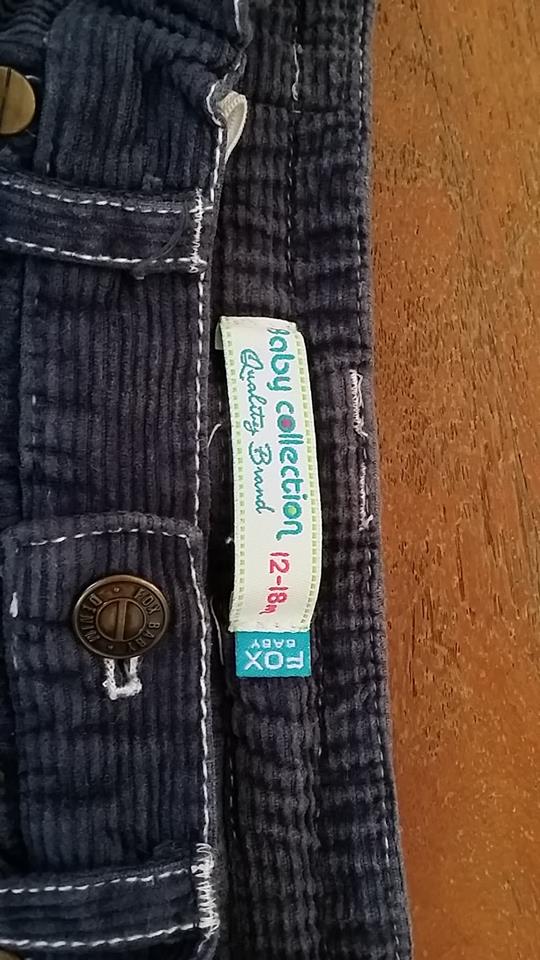 Baby collection 12-18m
Quality Brand
FOX
BABY
FOX BABY • DENIM •